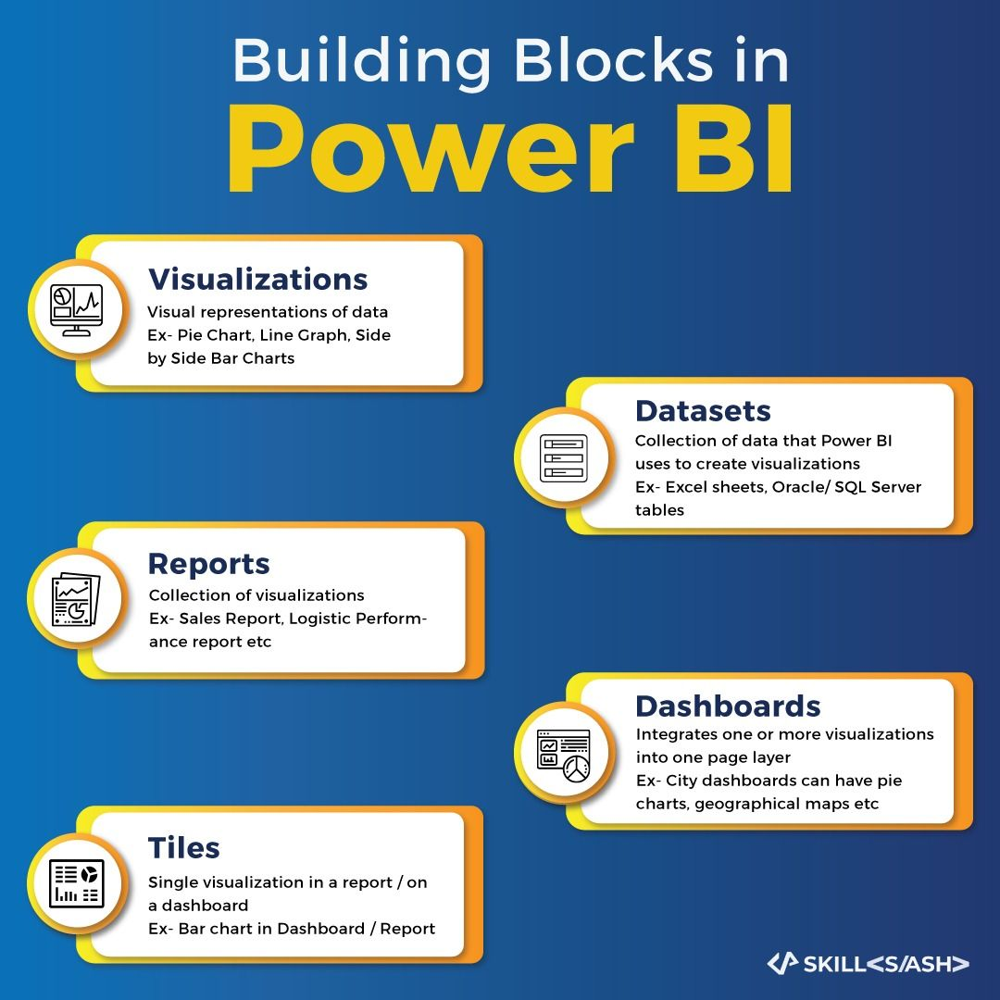 Building Blocks in
Power BI
Visualizations
Visual representations of data
Ex- Pie Chart, Line Graph, Side
by Side Bar Charts
Datasets
Collection of data that Power BI
uses to create visualizations
Ex- Excel sheets, Oracle/ SQL Server
tables
Reports
Collection of visualizations
Ex- Sales Report, Logistic Perform-
ance report etc
Dashboards
Integrates one or more visualizations
into one page layer
Ex- City dashboards can have pie
charts, geographical maps etc
Tiles
Single visualization in a report / on
a dashboard
Ex- Bar chart in Dashboard / Report
SKILL<S/ASH>